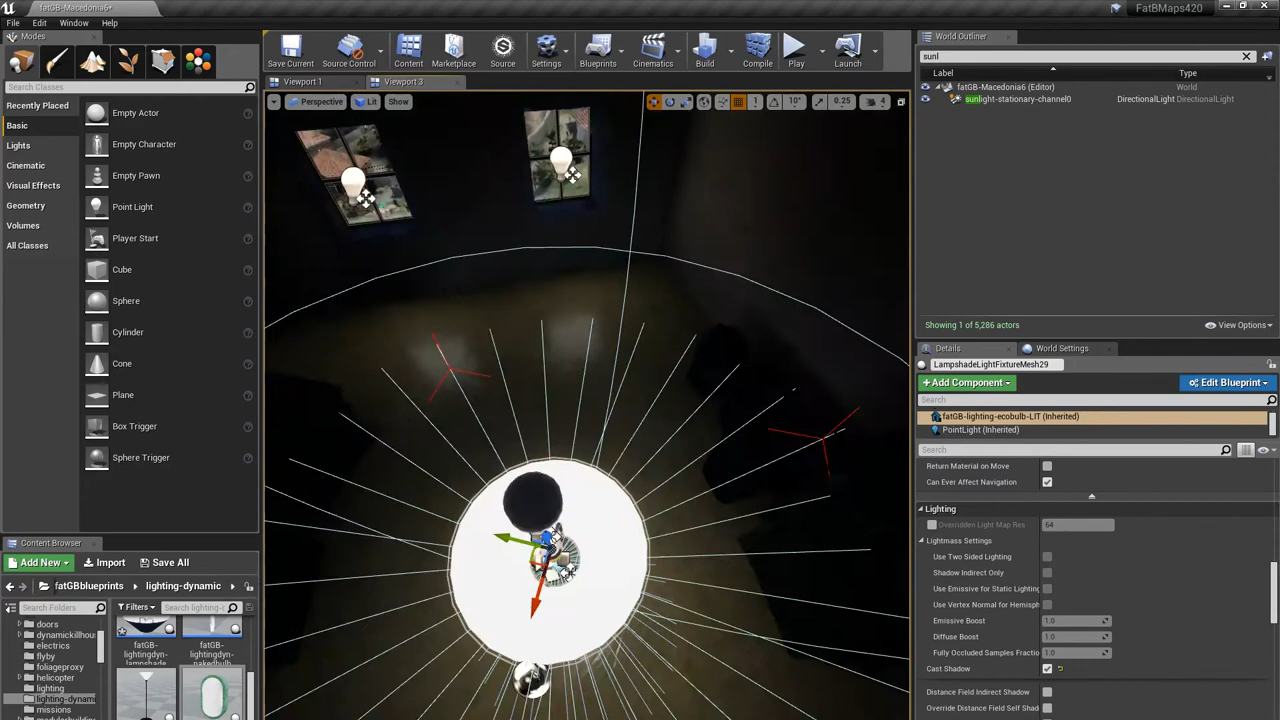 fatGB-Macedonia6*
FatBMaps420
File Edit Window Help
Modes
Search Classes
Recently Placed
Basic
Lights
Cinematic
Visual Effects
Geometry
Volumes
All Classes
Empty Actor
Empty Character
Empty Pawn
Point Light
Player Start
Cube
Sphere
Cylinder
Cone
Plane
Box Trigger
Sphere Trigger
Save Current Source Control Content Marketplace Source Settings Blueprints Cinematics Build Compile Play Launch
Viewport 1 Viewport 3
Perspective Lit Show
1 10° 0.25 4
World Outliner
sunl
Label Type
fatGB-Macedonia6 (Editor) World
sunlight-stationary-channel0 DirectionalLight DirectionalLight
Showing 1 of 5,286 actors View Options
Details World Settings
LampshadeLightFixtureMesh29
+ Add Component Edit Blueprint
Search
fatGB-lighting-ecobulb-LIT (Inherited)
PointLight (Inherited)
Search
Return Material on Move
Can Ever Affect Navigation
Lighting
Overridden Light Map Res 64
Lightmass Settings
Use Two Sided Lighting
Shadow Indirect Only
Use Emissive for Static Lighting
Use Vertex Normal for Hemisph
Emissive Boost 1.0
Diffuse Boost 1.0
Fully Occluded Samples Fractio 1.0
Cast Shadow
Distance Field Indirect Shadow
Override Distance Field Self Shad
Content Browser
Add New Import Save All
fatGBblueprints lighting-dynamic
Search Folders Filters Search lighting-c
doors
dynamickillhou
electrics
flyby
foliageproxy
helicopter
lighting
lighting-dynami
missions
modularbuilding
fatGB-lightingdyn-lampshade
fatGB-lightingdyn-nakedbulb